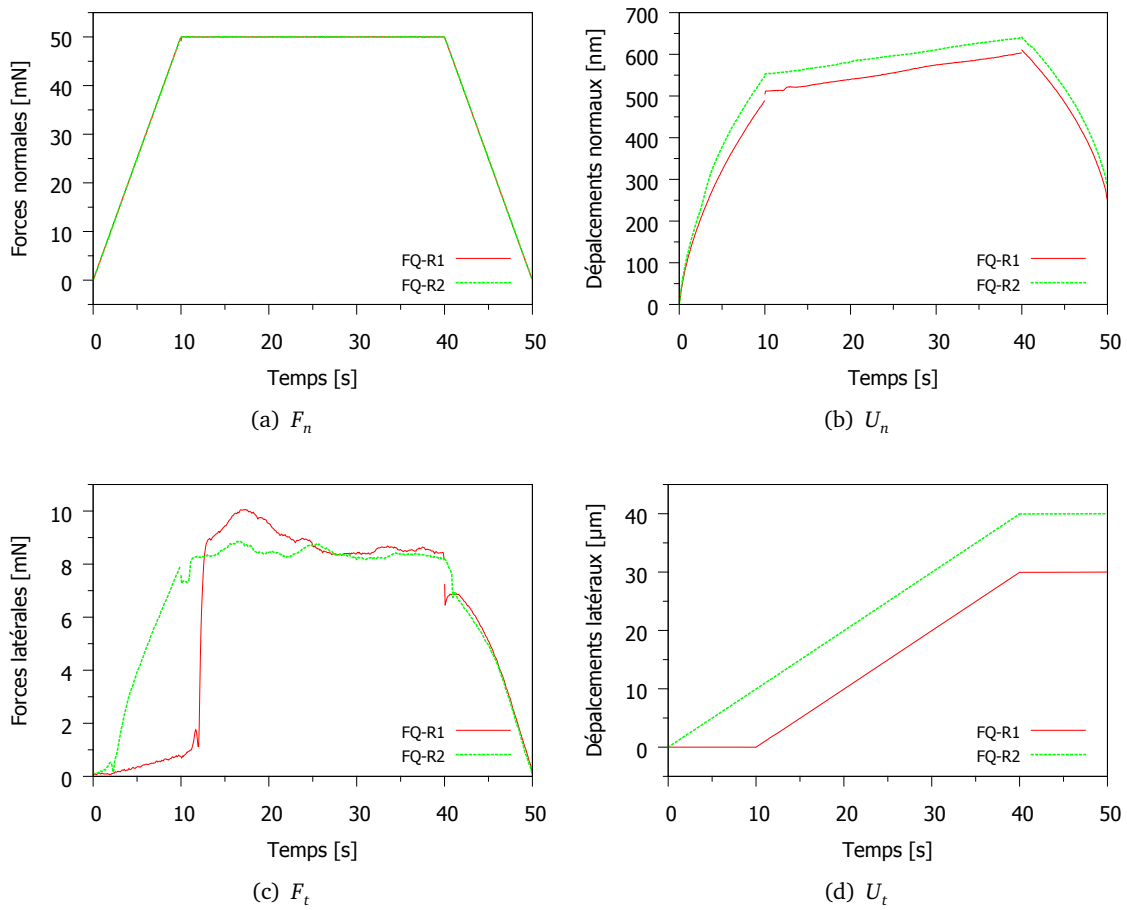 Forces normales [mN]
50
40
30
20
10
0
FQ-R1
FQ-R2
0 10 20 30 40 50
Temps [s]
(a) Fn
Dépalcements normaux [nm]
700
600
500
400
300
200
100
0
FQ-R1
FQ-R2
0 10 20 30 40 50
Temps [s]
(b) Un
Forces latérales [mN]
10
8
6
4
2
0
FQ-R1
FQ-R2
0 10 20 30 40 50
Temps [s]
(c) Ft
Dépalcements latéraux [µm]
40
30
20
10
0
FQ-R1
FQ-R2
0 10 20 30 40 50
Temps [s]
(d) Ut